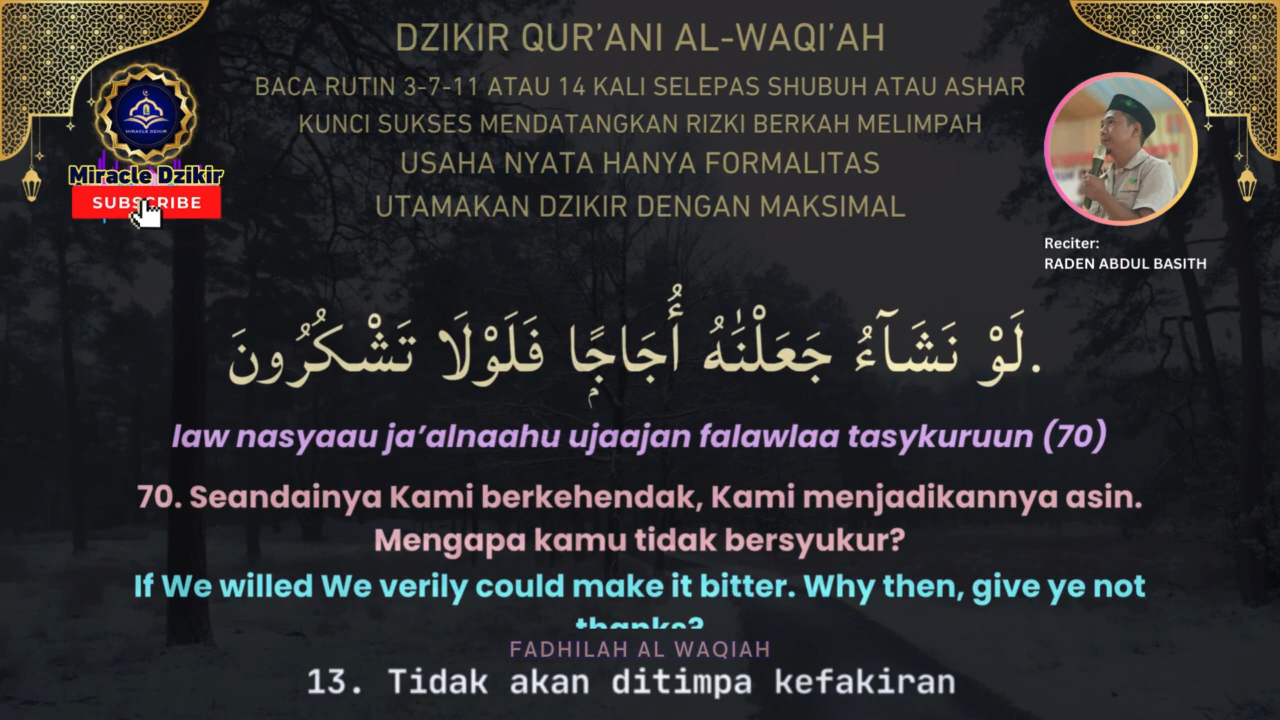 DZIKIR QUR’ANI AL-WAQI’AH
BACA RUTIN 3-7-11 ATAU 14 KALI SELEPAS SHUBUH ATAU ASHAR
KUNCI SUKSES MENDATANGKAN RIZKI BERKAH MELIMPAH
USAHA NYATA HANYA FORMALITAS
UTAMAKAN DZIKIR DENGAN MAKSIMAL
MIRACLE DZIKIR
Miracle Dzikir
SUBSCRIBE
Reciter:
RADEN ABDUL BASITH
لَوْ نَشَآءُ جَعَلْنٰهُ أُجَاجًۭا فَلَوْلَا تَشْكُرُونَ.
law nasyaau ja’alnaahu ujaajan falawlaa tasykuruun (70)
70. Seandainya Kami berkehendak, Kami menjadikannya asin.
Mengapa kamu tidak bersyukur?
If We willed We verily could make it bitter. Why then, give ye not
thanks?
FADHILAH AL WAQIAH
13. Tidak akan ditimpa kefakiran